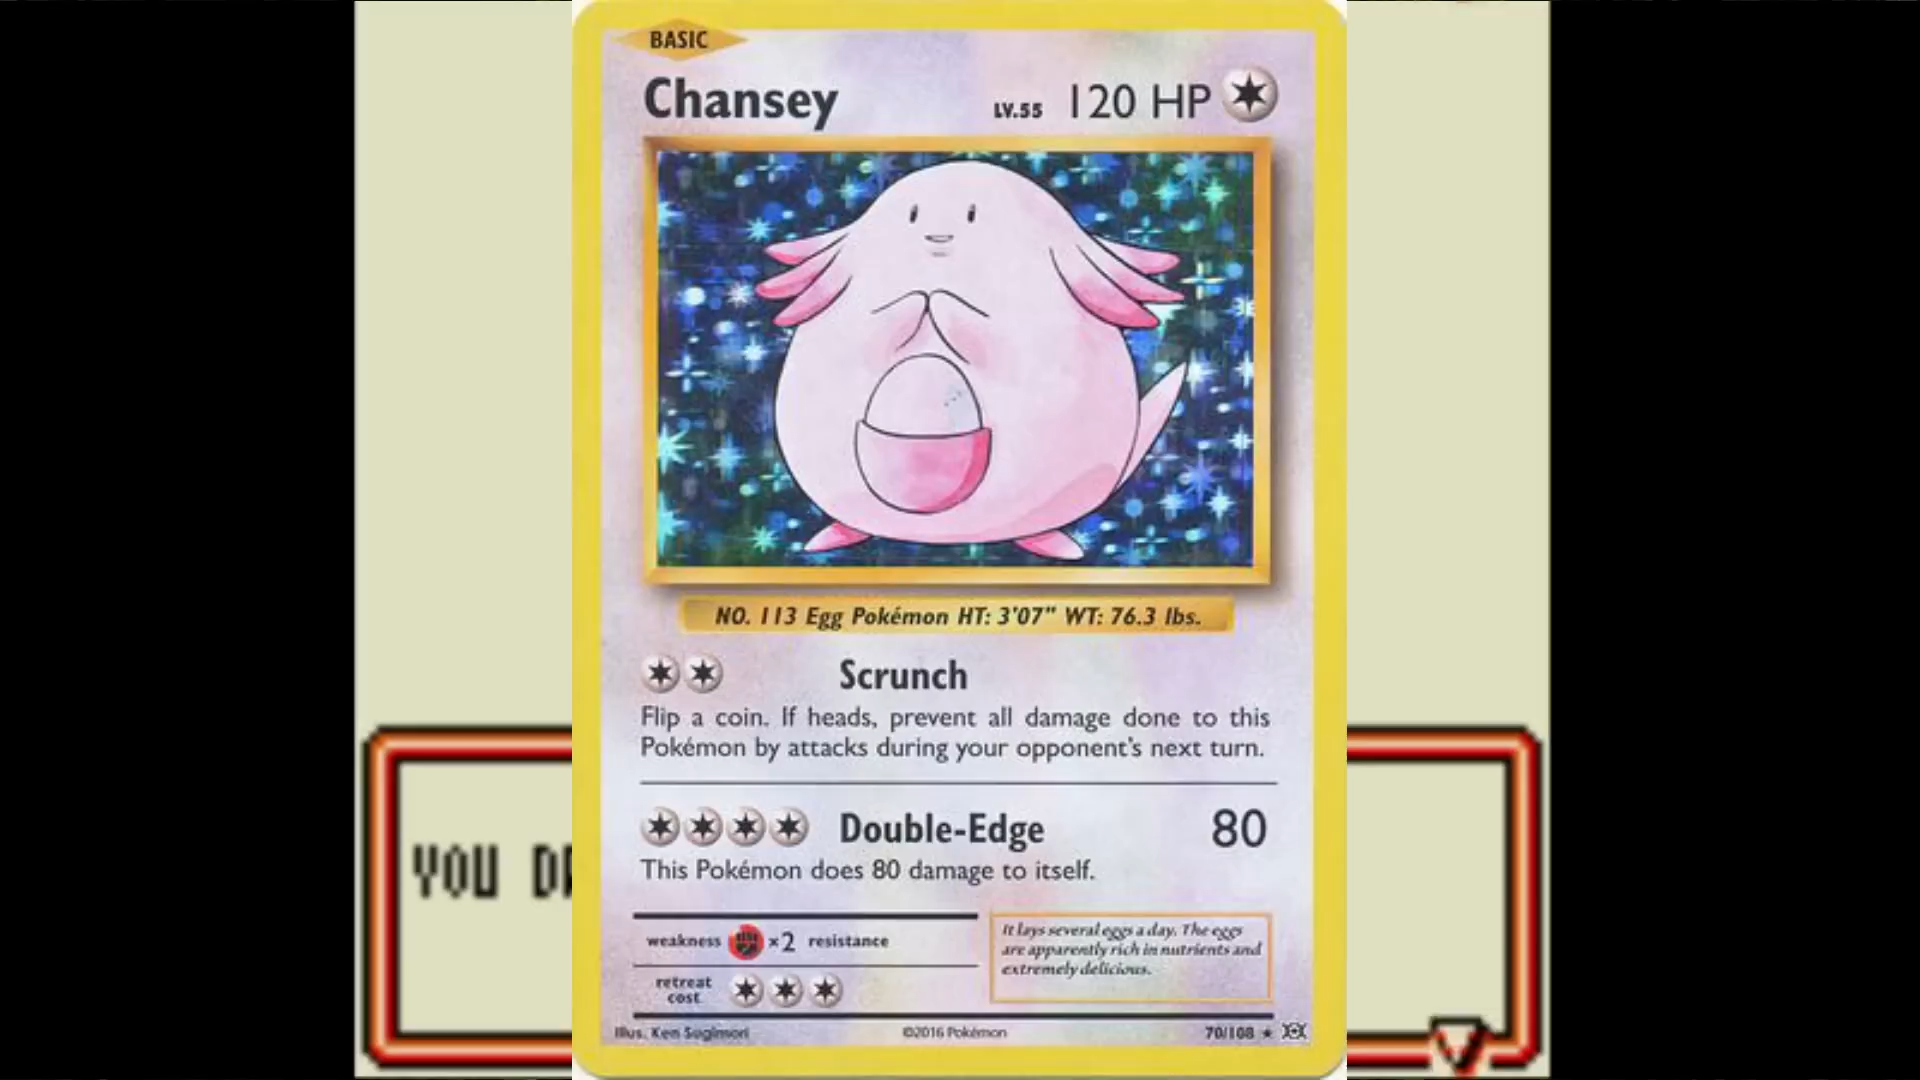 BASIC
Chansey LV.55 120 HP
NO. 113 Egg Pokémon HT: 3'07" WT: 76.3 lbs.
Scrunch
Flip a coin. If heads, prevent all damage done to this
Pokémon by attacks during your opponent's next turn.
Double-Edge 80
This Pokémon does 80 damage to itself.
weakness ×2 resistance
retreat
cost
It lays several eggs a day. The eggs
are apparently rich in nutrients and
extremely delicious.
Illus. Ken Sugimori ©2016 Pokémon 70/108
YOU